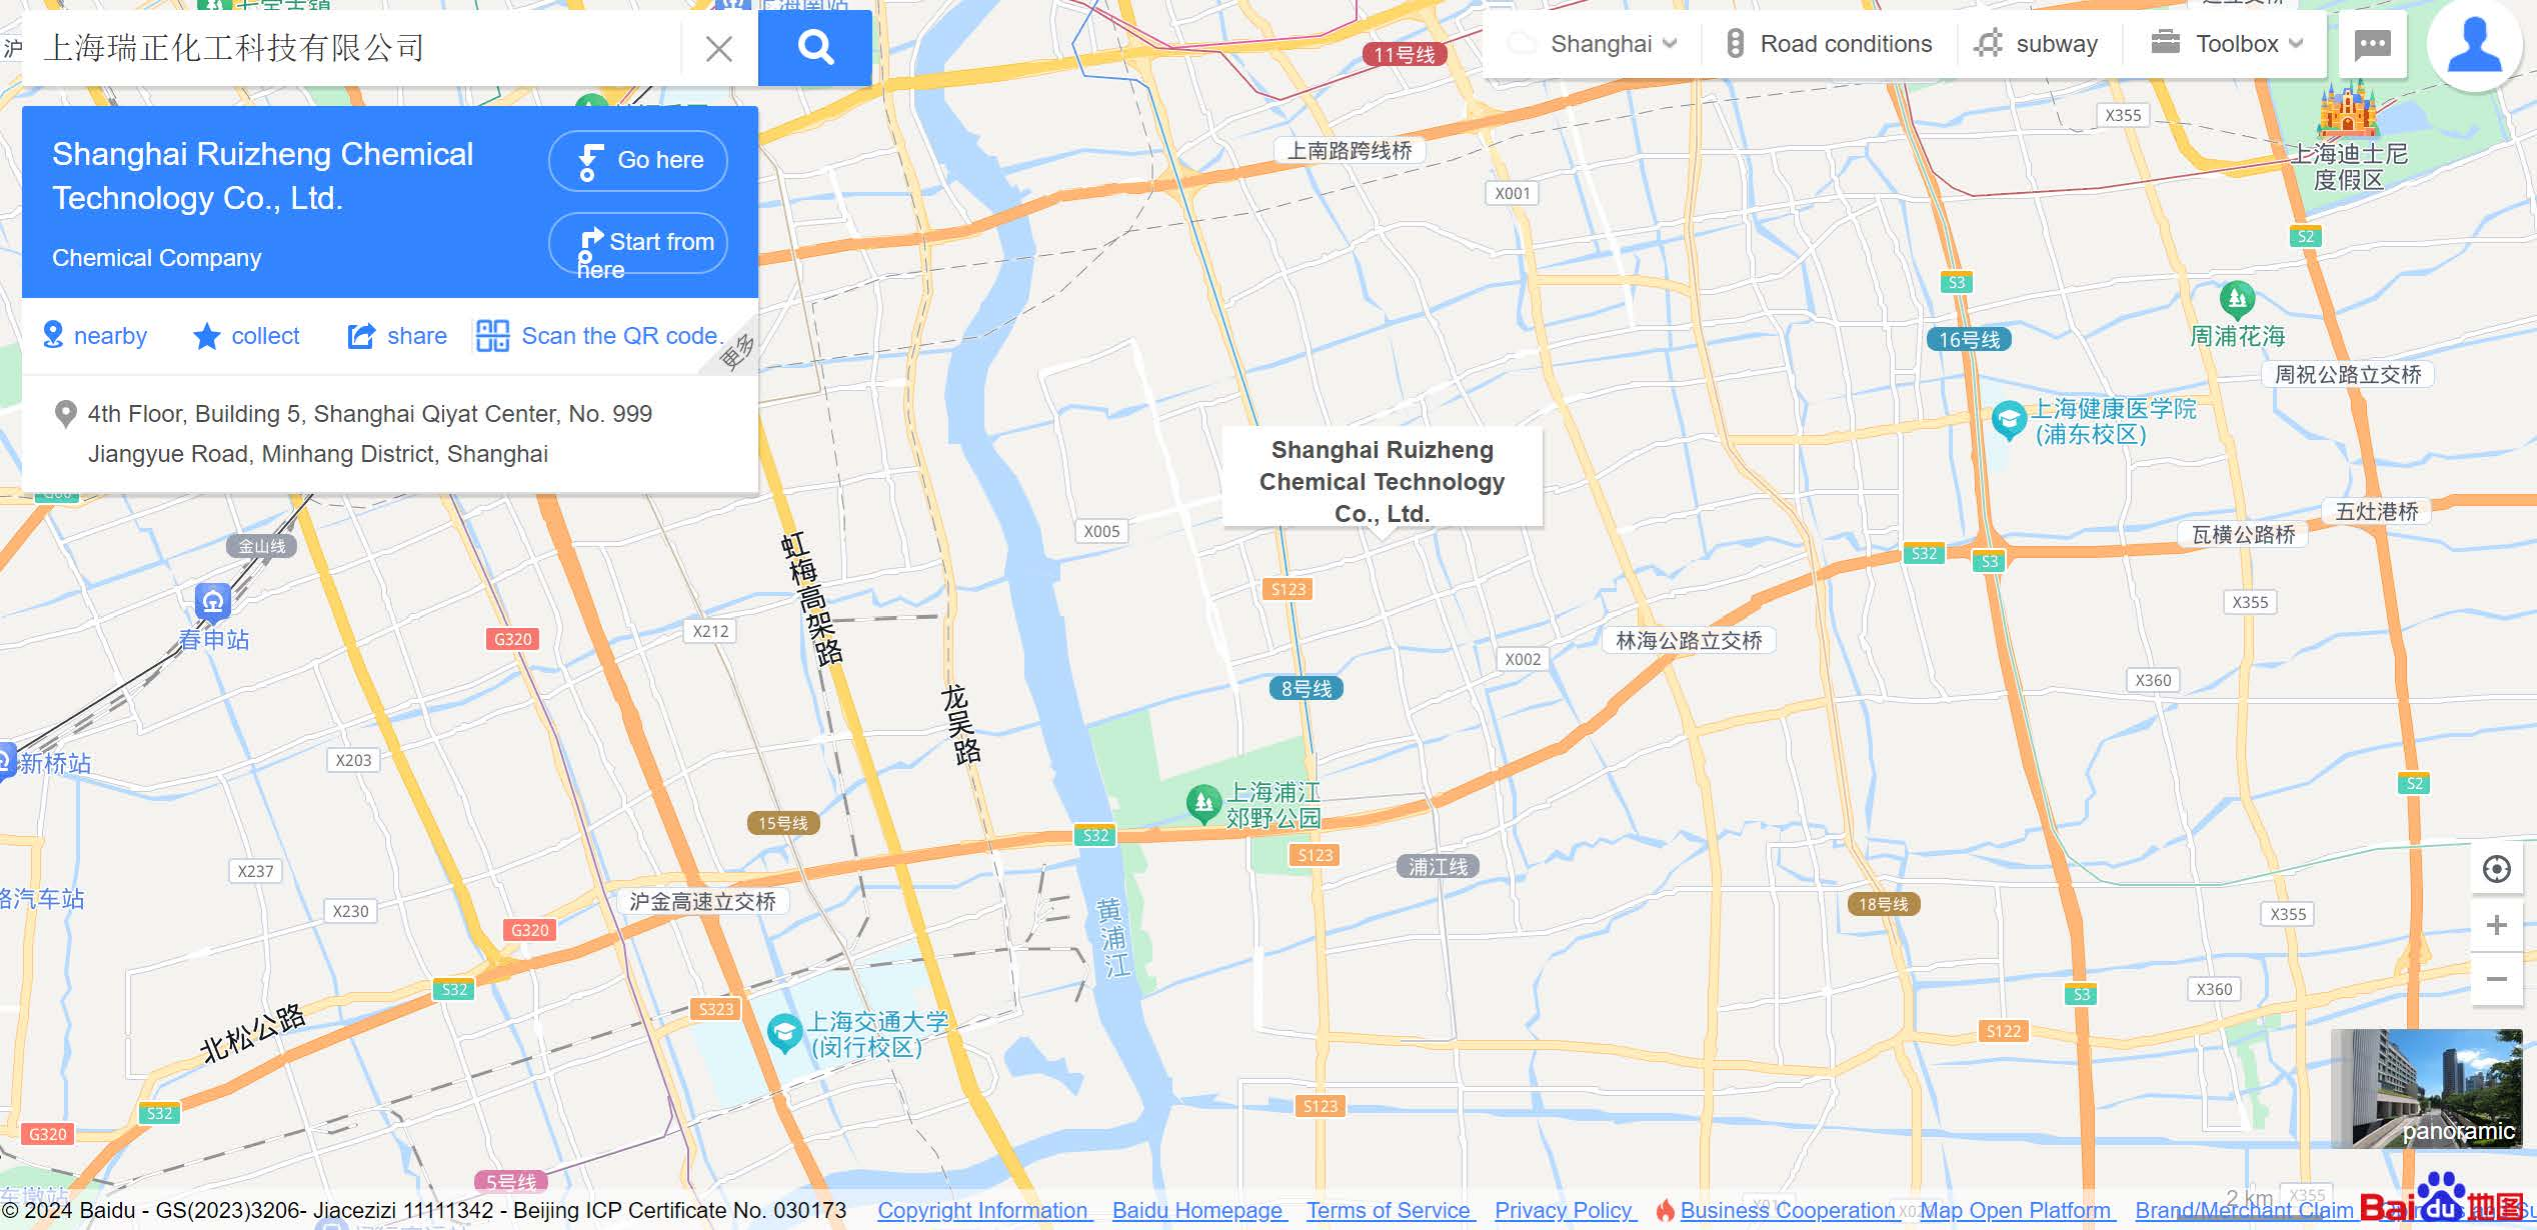 上海瑞正化工科技有限公司
Shanghai Ruizheng Chemical
Technology Co., Ltd.
Chemical Company
Go here
Start from
here
nearby
collect
share
Scan the QR code.
更多
4th Floor, Building 5, Shanghai Qiyat Center, No. 999
Jiangyue Road, Minhang District, Shanghai
Shanghai
Road conditions
subway
Toolbox
11号线
上南路跨线桥
X001
X355
上海迪士尼
度假区
S2
S3
16号线
周浦花海
周祝公路立交桥
上海健康医学院
(浦东校区)
Shanghai Ruizheng
Chemical Technology
Co., Ltd.
X005
五灶港桥
瓦横公路桥
S32
S3
金山线
春申站
虹梅高架路
S123
X355
G320
X212
林海公路立交桥
X002
8号线
X360
龙吴路
新桥站
X203
S2
上海浦江
郊野公园
15号线
S32
S123
浦江线
X237
路汽车站
沪金高速立交桥
X230
G320
18号线
X355
黄浦江
S32
S323
S3
X360
北松公路
上海交通大学
(闵行校区)
S122
S32
S123
G320
panoramic
5号线
车墩站
2 km
X355
© 2024 Baidu - GS(2023)3206- Jiacezizi 11111342 - Beijing ICP Certificate No. 030173
Copyright Information
Baidu Homepage
Terms of Service
Privacy Policy
Business Cooperation
Map Open Platform
Brand/Merchant Claim
Bai du 地图